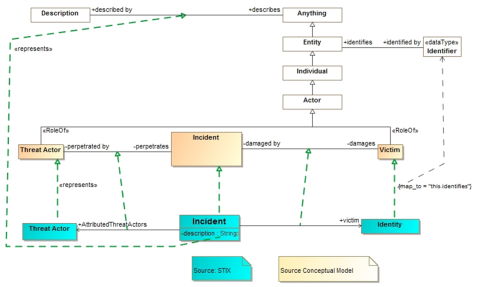 Description
+described by
+describes
Anything
«represents»
Entity
+identifies
+identified by
«dataType»
Identifier
Individual
Actor
«RoleOf»
«RoleOf»
Threat Actor
-perpetrated by
-perpetrates
Incident
-damaged by
-damages
Victim
«represents»
{map_to = "this.identifies"}
Threat Actor
+AttributedThreatActors
Incident
-description : String
+victim
Identity
Source: STIX
Source Conceptual Model